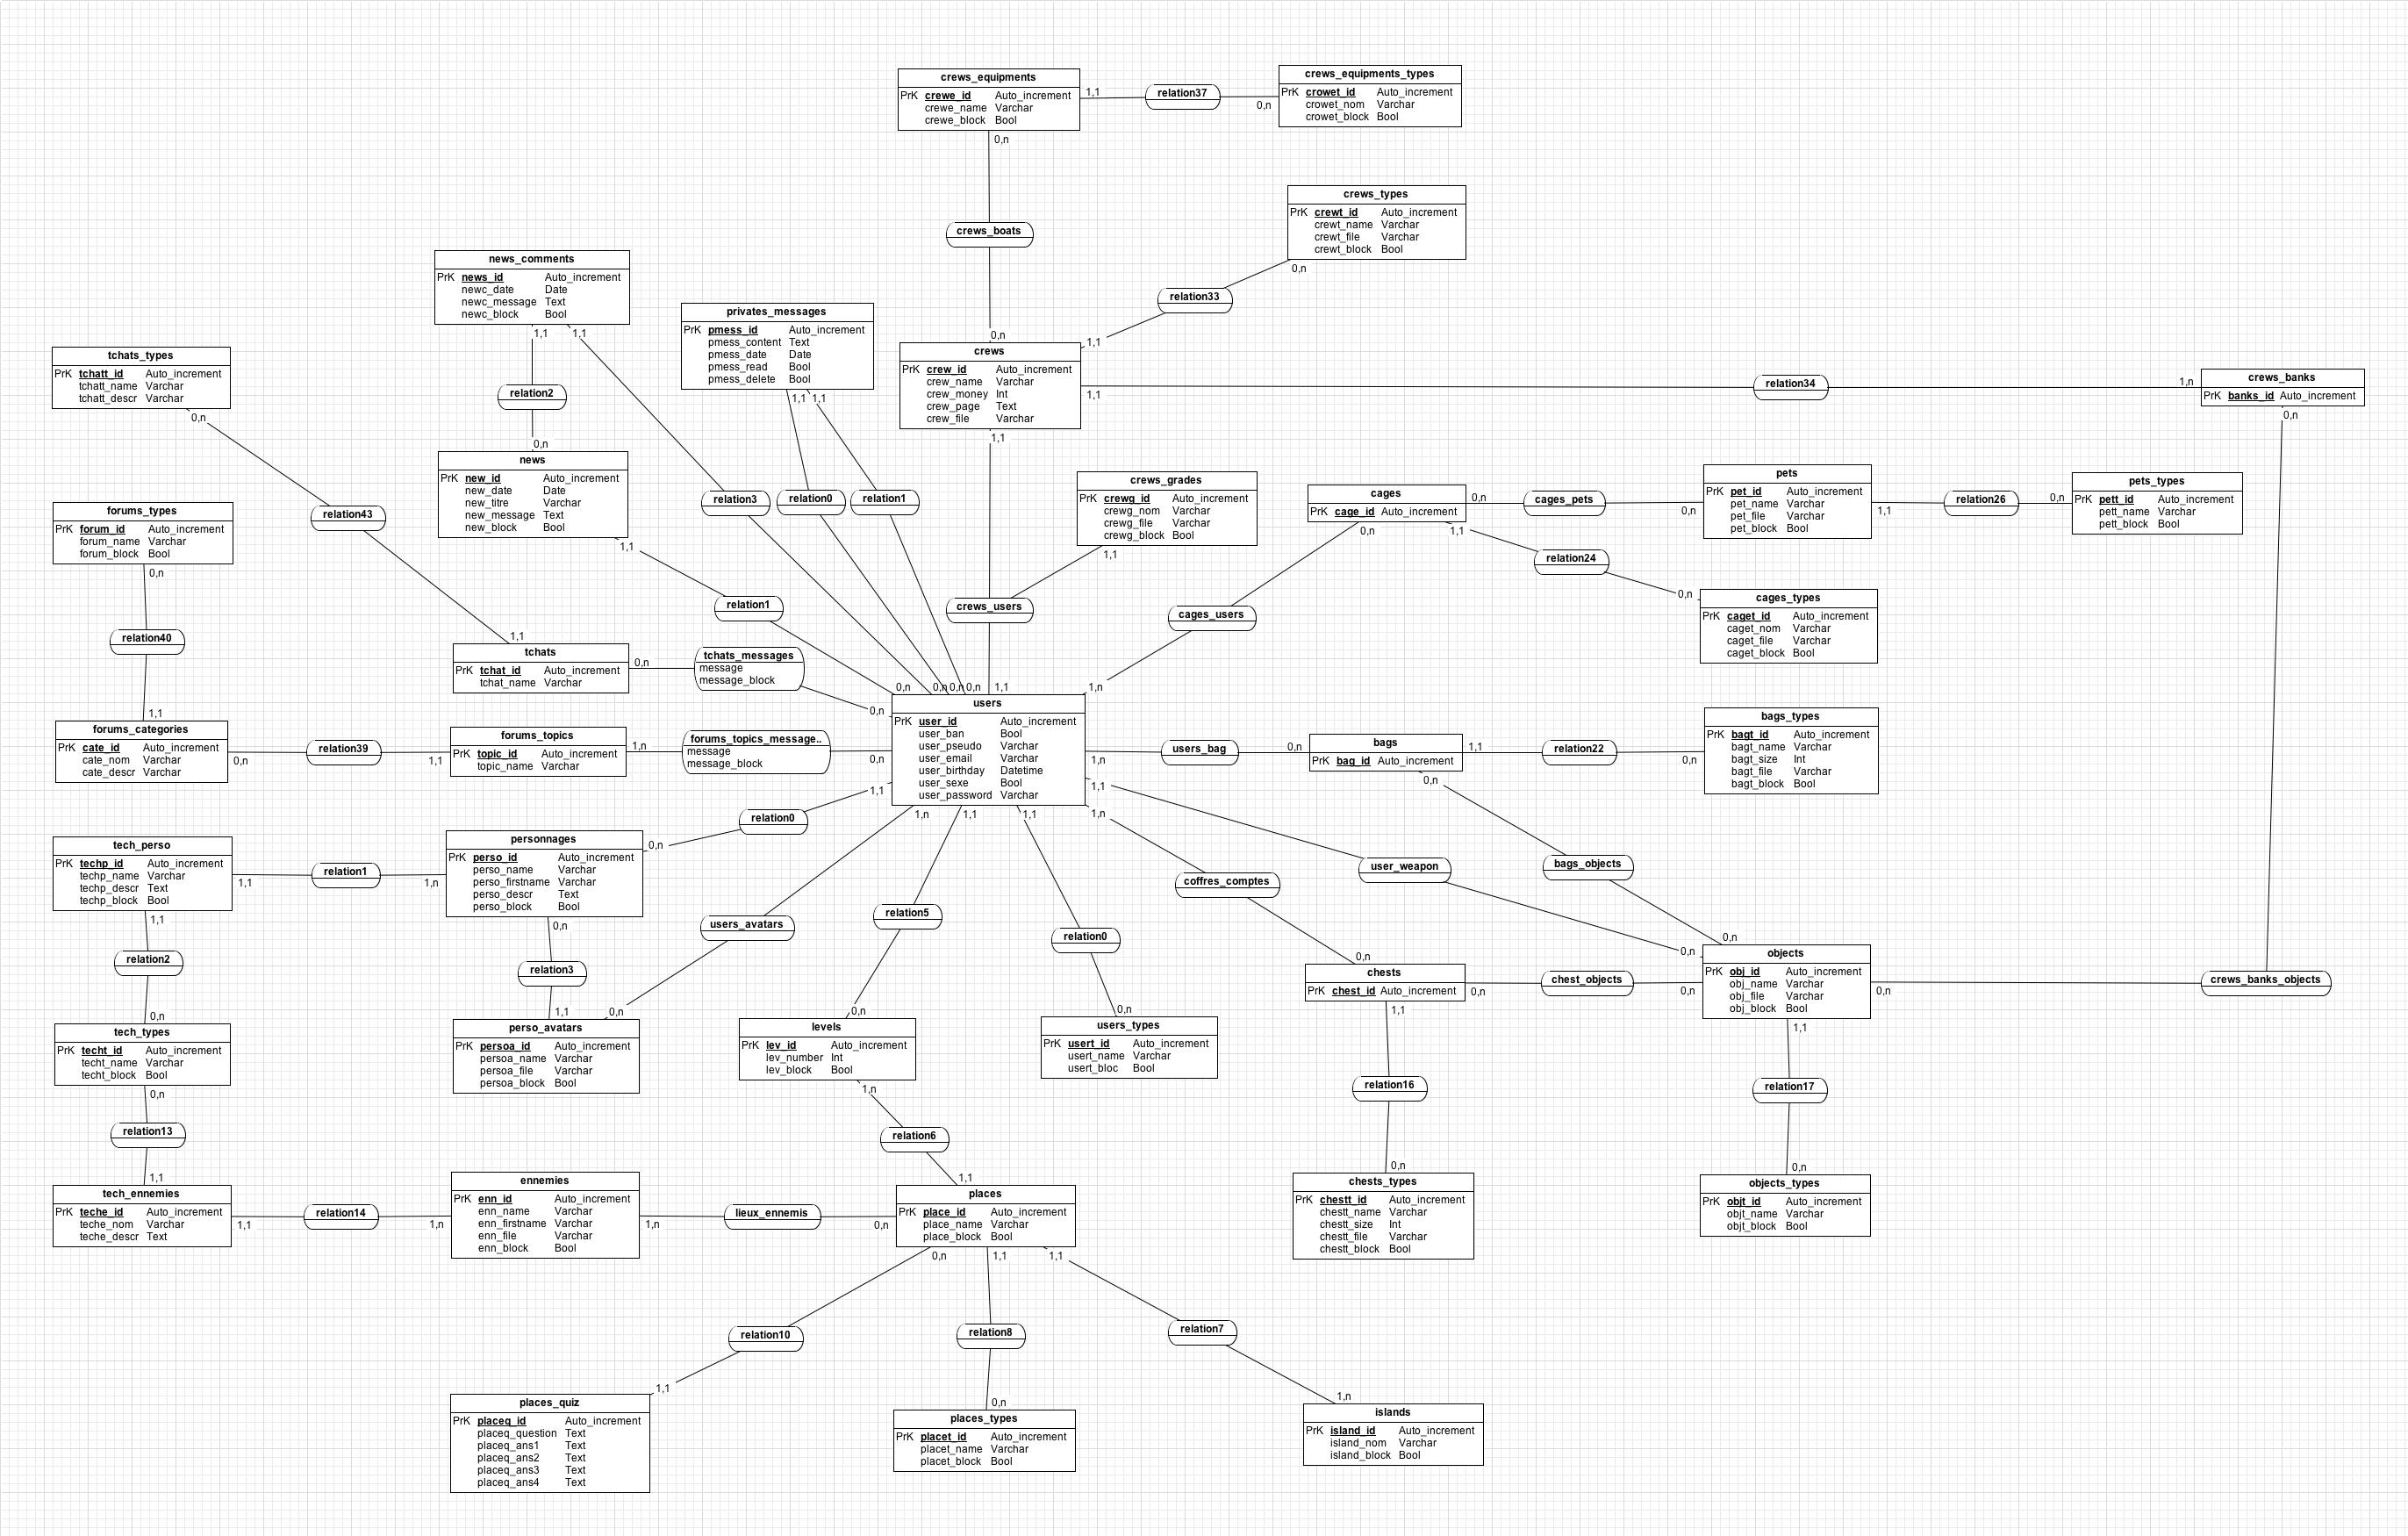 crews_equipments
PrK crewe_id Auto_increment
crewe_name Varchar
crewe_block Bool
1,1
relation37
0,n
crews_equipments_types
PrK crowet_id Auto_increment
crowet_nom Varchar
crowet_block Bool
0,n
crews_boats
0,n
crews_types
PrK crewt_id Auto_increment
crewt_name Varchar
crewt_file Varchar
crewt_block Bool
0,n
relation33
1,1
news_comments
PrK news_id Auto_increment
newc_date Date
newc_message Text
newc_block Bool
1,1
1,1
relation2
0,n
privates_messages
PrK pmess_id Auto_increment
pmess_content Text
pmess_date Date
pmess_read Bool
pmess_delete Bool
1,1
1,1
crews
PrK crew_id Auto_increment
crew_name Varchar
crew_money Int
crew_page Text
crew_file Varchar
1,1
relation34
1,n
crews_banks
PrK banks_id Auto_increment
0,n
1,1
tchats_types
PrK tchatt_id Auto_increment
tchatt_name Varchar
tchatt_descr Varchar
0,n
relation43
1,1
news
PrK new_id Auto_increment
new_date Date
new_titre Varchar
new_message Text
new_block Bool
1,1
relation1
0,n
relation3
relation0
relation1
0,n
0,n
0,n
crews_grades
PrK crewg_id Auto_increment
crewg_nom Varchar
crewg_file Varchar
crewg_block Bool
1,1
crews_users
1,1
cages
PrK cage_id Auto_increment
0,n
cages_pets
0,n
pets
PrK pet_id Auto_increment
pet_name Varchar
pet_file Varchar
pet_block Bool
1,1
relation26
0,n
pets_types
PrK pett_id Auto_increment
pett_name Varchar
pett_block Bool
0,n
1,1
relation24
0,n
cages_users
1,n
cages_types
PrK caget_id Auto_increment
caget_nom Varchar
caget_file Varchar
caget_block Bool
forums_types
PrK forum_id Auto_increment
forum_name Varchar
forum_block Bool
0,n
relation40
1,1
tchats
PrK tchat_id Auto_increment
tchat_name Varchar
0,n
tchats_messages
message
message_block
0,n
forums_categories
PrK cate_id Auto_increment
cate_nom Varchar
cate_descr Varchar
0,n
relation39
1,1
forums_topics
PrK topic_id Auto_increment
topic_name Varchar
1,n
forums_topics_message..
message
message_block
0,n
users
PrK user_id Auto_increment
user_ban Bool
user_pseudo Varchar
user_email Varchar
user_birthday Datetime
user_sexe Bool
user_password Varchar
1,n
users_bag
0,n
bags
PrK bag_id Auto_increment
1,1
relation22
0,n
bags_types
PrK bagt_id Auto_increment
bagt_name Varchar
bagt_size Int
bagt_file Varchar
bagt_block Bool
0,n
bags_objects
0,n
1,1
user_weapon
0,n
1,n
coffres_comptes
0,n
1,1
relation0
0,n
1,n
users_avatars
0,n
1,1
relation5
0,n
1,1
relation0
0,n
tech_perso
PrK techp_id Auto_increment
techp_name Varchar
techp_descr Text
techp_block Bool
1,1
relation1
1,n
personnages
PrK perso_id Auto_increment
perso_name Varchar
perso_firstname Varchar
perso_descr Text
perso_block Bool
0,n
relation3
1,1
1,1
relation2
0,n
chests
PrK chest_id Auto_increment
0,n
chest_objects
0,n
objects
PrK obj_id Auto_increment
obj_name Varchar
obj_file Varchar
obj_block Bool
0,n
crews_banks_objects
1,1
relation16
0,n
1,1
relation17
0,n
tech_types
PrK techt_id Auto_increment
techt_name Varchar
techt_block Bool
0,n
relation13
1,1
perso_avatars
PrK persoa_id Auto_increment
persoa_name Varchar
persoa_file Varchar
persoa_block Bool
levels
PrK lev_id Auto_increment
lev_number Int
lev_block Bool
1,n
relation6
1,1
users_types
PrK usert_id Auto_increment
usert_name Varchar
usert_bloc Bool
tech_ennemies
PrK teche_id Auto_increment
teche_nom Varchar
teche_descr Text
1,1
relation14
1,n
ennemies
PrK enn_id Auto_increment
enn_name Varchar
enn_firstname Varchar
enn_file Varchar
enn_block Bool
1,n
lieux_ennemis
0,n
places
PrK place_id Auto_increment
place_name Varchar
place_block Bool
chests_types
PrK chestt_id Auto_increment
chestt_name Varchar
chestt_size Int
chestt_file Varchar
chestt_block Bool
objects_types
PrK objt_id Auto_increment
objt_name Varchar
objt_block Bool
0,n
relation10
1,1
1,1
relation8
0,n
1,1
relation7
1,n
places_quiz
PrK placeq_id Auto_increment
placeq_question Text
placeq_ans1 Text
placeq_ans2 Text
placeq_ans3 Text
placeq_ans4 Text
places_types
PrK placet_id Auto_increment
placet_name Varchar
placet_block Bool
islands
PrK island_id Auto_increment
island_nom Varchar
island_block Bool